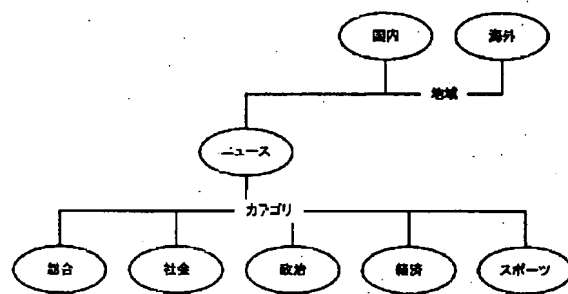 国内
海外
地域
ニュース
カテゴリ
総合
社会
政治
経済
スポーツ